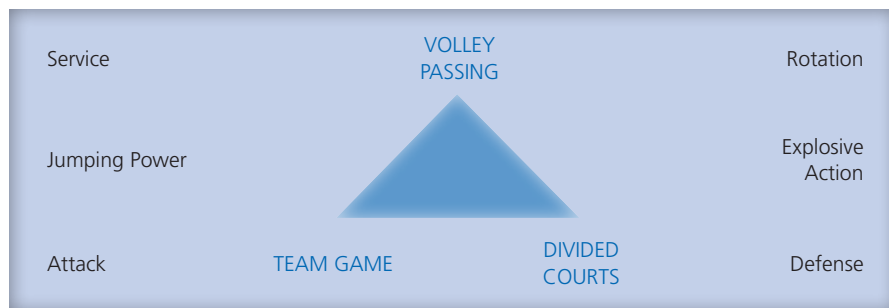 Service
VOLLEY
PASSING
Rotation
Jumping Power
Explosive
Action
Attack
TEAM GAME
DIVIDED
COURTS
Defense